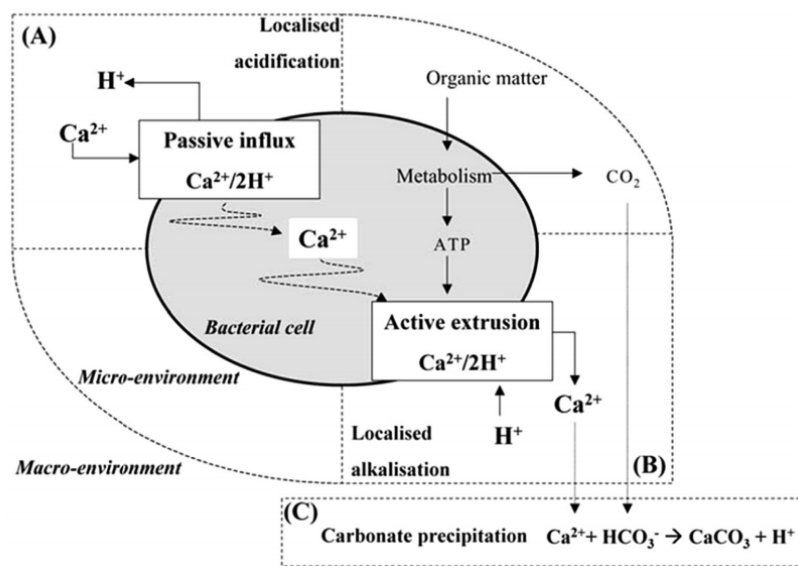 (A)
Localised
acidification
H⁺
Ca²⁺
Passive influx
Ca²⁺/2H⁺
Organic matter
Metabolism
CO₂
ATP
Ca²⁺
Bacterial cell
Active extrusion
Ca²⁺/2H⁺
Micro-environment
Ca²⁺
H⁺
Localised
alkalisation
Macro-environment
(B)
(C)
Carbonate precipitation Ca²⁺+ HCO₃⁻ → CaCO₃ + H⁺